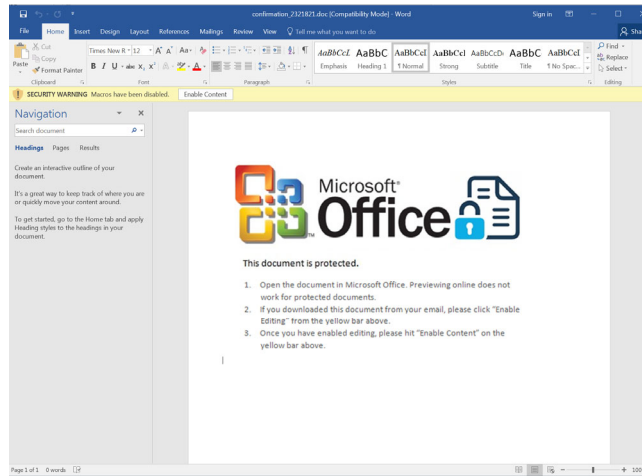 confirmation_2321821.doc [Compatibility Mode] - Word
Sign in
File Home Insert Design Layout References Mailings Review View Tell me what you want to do
Sha
Cut
Copy
Format Painter
Paste
Clipboard
Times New R 12
Font
Paragraph
AaBbCcL AaBbC AaBbCcI AaBbCcI AaBbCcD AaBbC AaBbCcI
Emphasis Heading 1 ¶ Normal Strong Subtitle Title ¶ No Spac...
Styles
Find
Replace
Select
Editing
SECURITY WARNING Macros have been disabled. Enable Content
Navigation
Search document
Headings Pages Results
Create an interactive outline of your
document.
It's a great way to keep track of where you are
or quickly move your content around.
To get started, go to the Home tab and apply
Heading styles to the headings in your
document.
Microsoft®
Office
This document is protected.
1. Open the document in Microsoft Office. Previewing online does not
work for protected documents.
2. If you downloaded this document from your email, please click "Enable
Editing" from the yellow bar above.
3. Once you have enabled editing, please hit "Enable Content" on the
yellow bar above.
Page 1 of 1 0 words
100